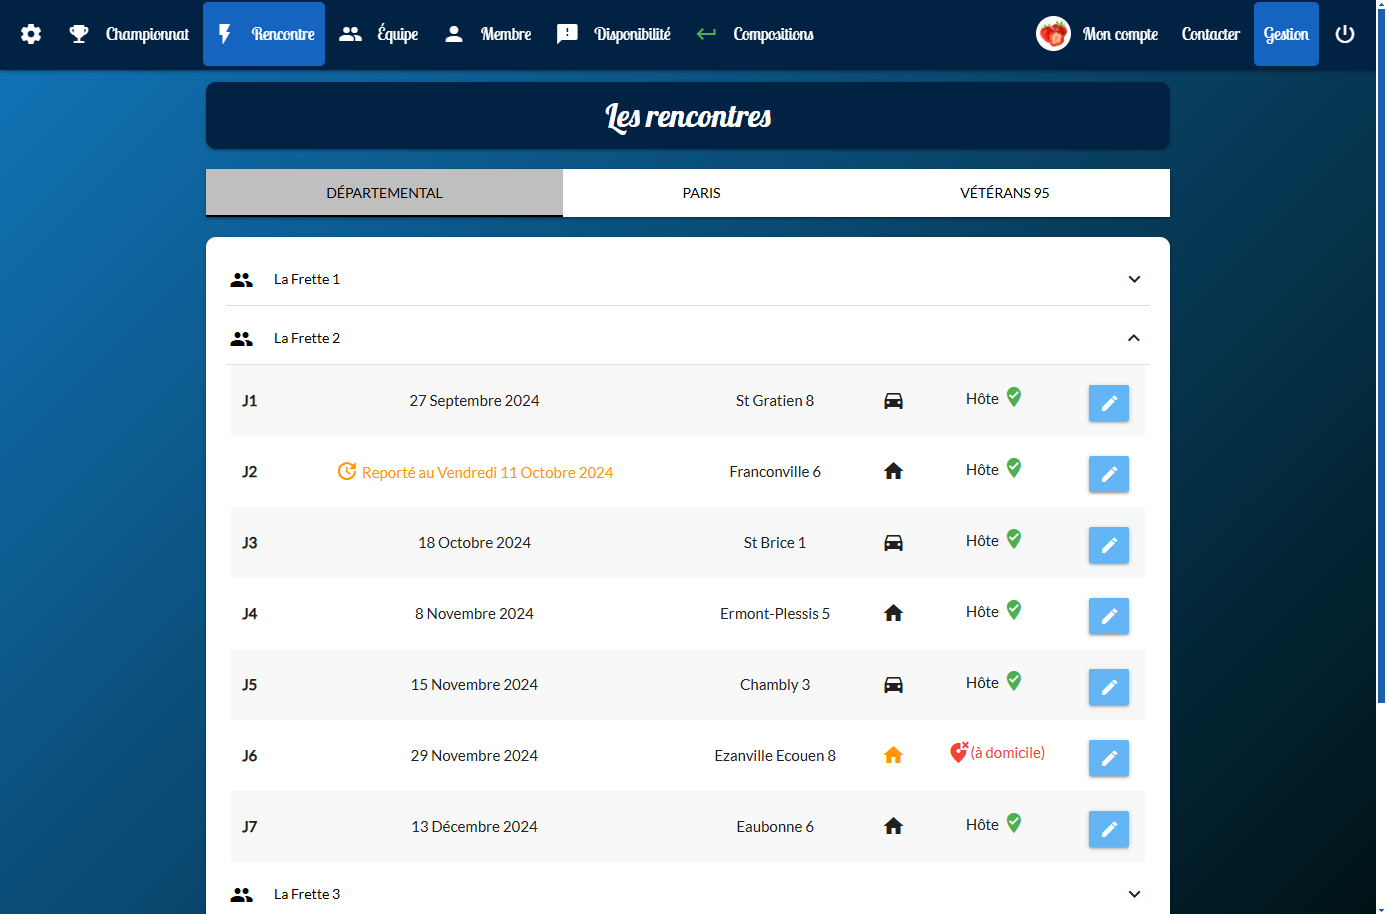 Championnat Rencontre Équipe Membre Disponibilité Compositions Mon compte Contacter Gestion
Les rencontres
DÉPARTEMENTAL PARIS VÉTÉRANS 95
La Frette 1
La Frette 2
J1 27 Septembre 2024 St Gratien 8 Hôte
J2 Reporté au Vendredi 11 Octobre 2024 Franconville 6 Hôte
J3 18 Octobre 2024 St Brice 1 Hôte
J4 8 Novembre 2024 Ermont-Plessis 5 Hôte
J5 15 Novembre 2024 Chambly 3 Hôte
J6 29 Novembre 2024 Ezanville Ecouen 8 (à domicile)
J7 13 Décembre 2024 Eaubonne 6 Hôte
La Frette 3